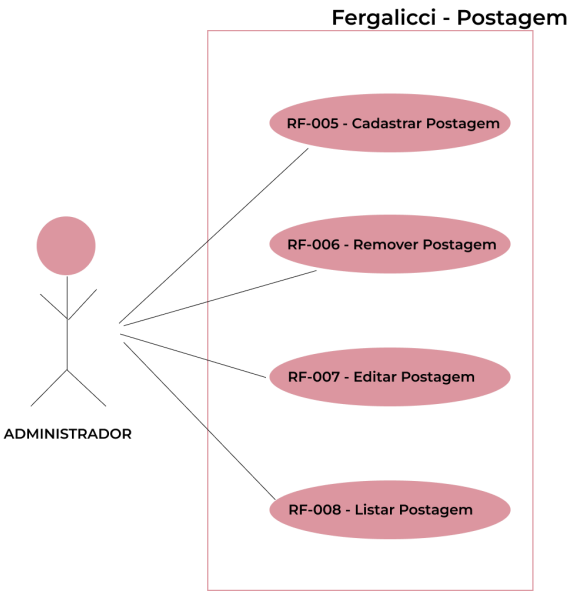 Fergalicci - Postagem
RF-005 - Cadastrar Postagem
RF-006 - Remover Postagem
RF-007 - Editar Postagem
ADMINISTRADOR
RF-008 - Listar Postagem